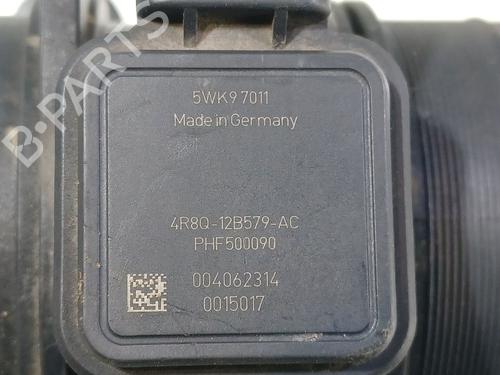 B-PARTS
5WK9 7011
Made in Germany
4R8Q-12B579-AC
PHF500090
004062314
0015017